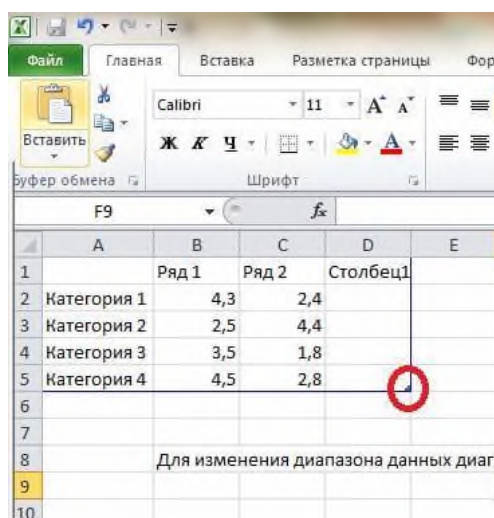 Файл Главная Вставка Разметка страницы Фор
Calibri 11 A A
Вставить Ж К Ч A
Буфер обмена Шрифт
F9 fx
A B C D E
1 Ряд 1 Ряд 2 Столбец1
2 Категория 1 4,3 2,4
3 Категория 2 2,5 4,4
4 Категория 3 3,5 1,8
5 Категория 4 4,5 2,8
6
7
8 Для изменения диапазона данных диаг
9
10